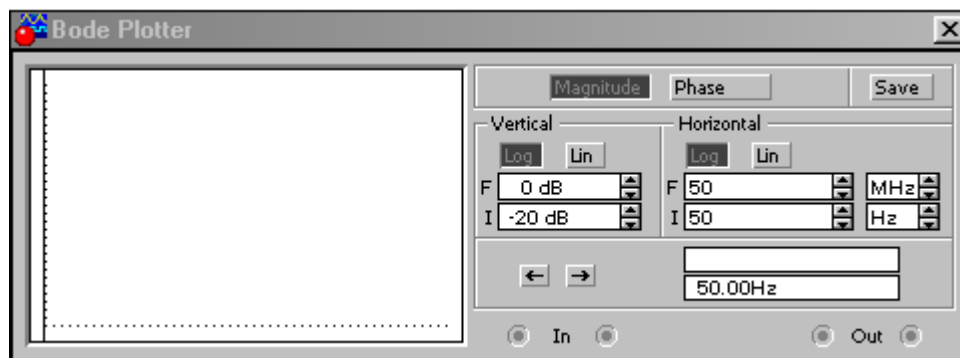 Bode Plotter
Magnitude Phase Save
Vertical Horizontal
Log Lin Log Lin
F 0 dB F 50 MHz
I -20 dB I 50 Hz
← →
50.00Hz
In Out